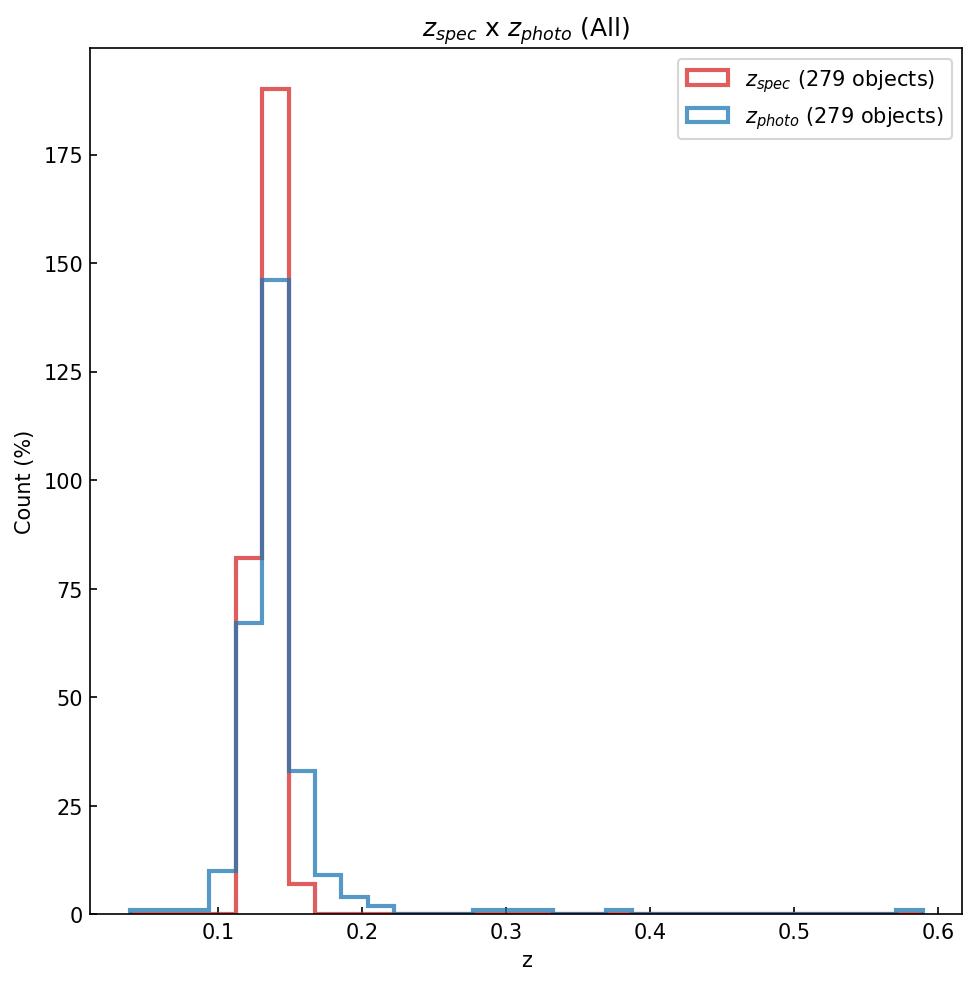 z_spec x z_photo (All)
z_spec (279 objects)
z_photo (279 objects)
Count (%)
175
150
125
100
75
50
25
0
0.1 0.2 0.3 0.4 0.5 0.6
z